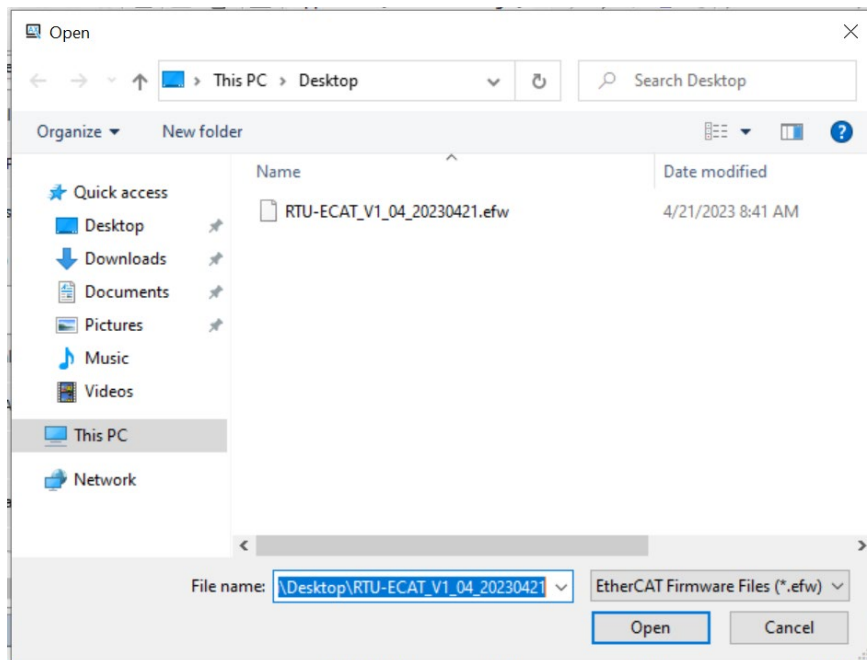 Open
This PC > Desktop
Search Desktop
Organize
New folder
Name
Date modified
Quick access
Desktop
Downloads
Documents
Pictures
Music
Videos
This PC
Network
RTU-ECAT_V1_04_20230421.efw
4/21/2023 8:41 AM
File name:
\Desktop\RTU-ECAT_V1_04_20230421
EtherCAT Firmware Files (*.efw)
Open
Cancel